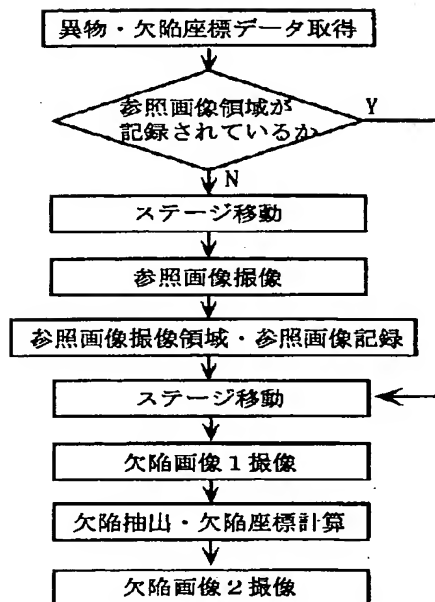 異物・欠陥座標データ取得
参照画像領域が
記録されているか
Y
N
ステージ移動
参照画像撮像
参照画像撮像領域・参照画像記録
ステージ移動
欠陥画像1撮像
欠陥抽出・欠陥座標計算
欠陥画像2撮像